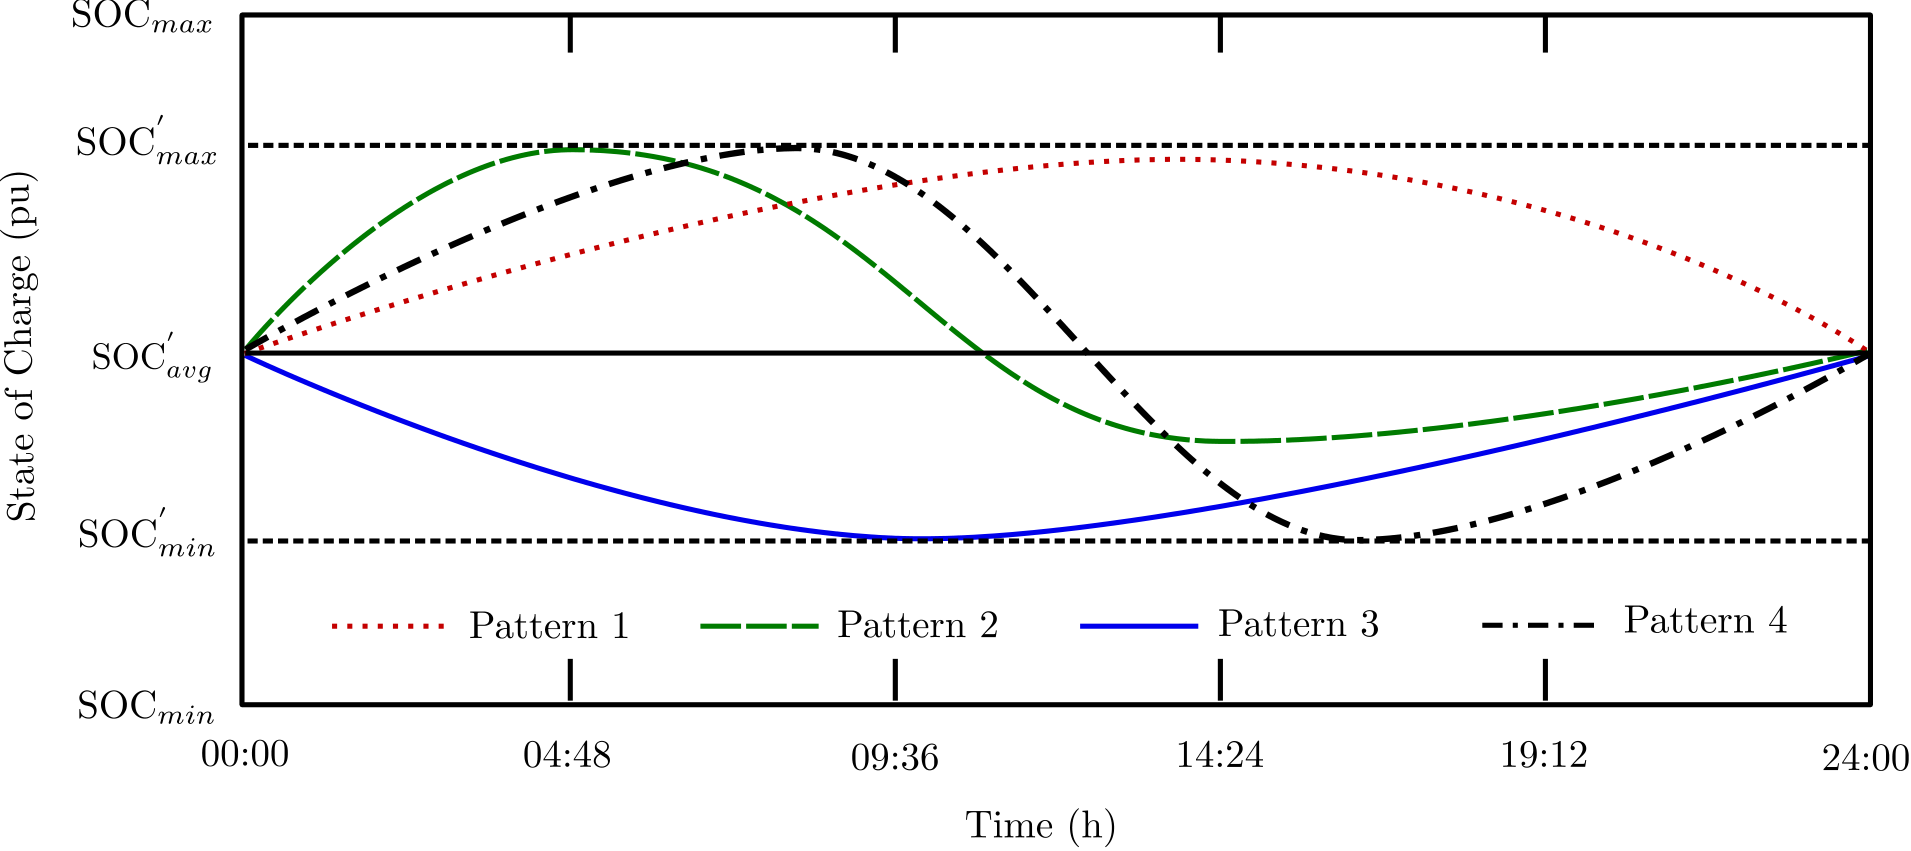 SOCmax
SOC'max
SOC'avg
SOC'min
SOCmin
State of Charge (pu)
Pattern 1 Pattern 2 Pattern 3 Pattern 4
00:00 04:48 09:36 14:24 19:12 24:00
Time (h)